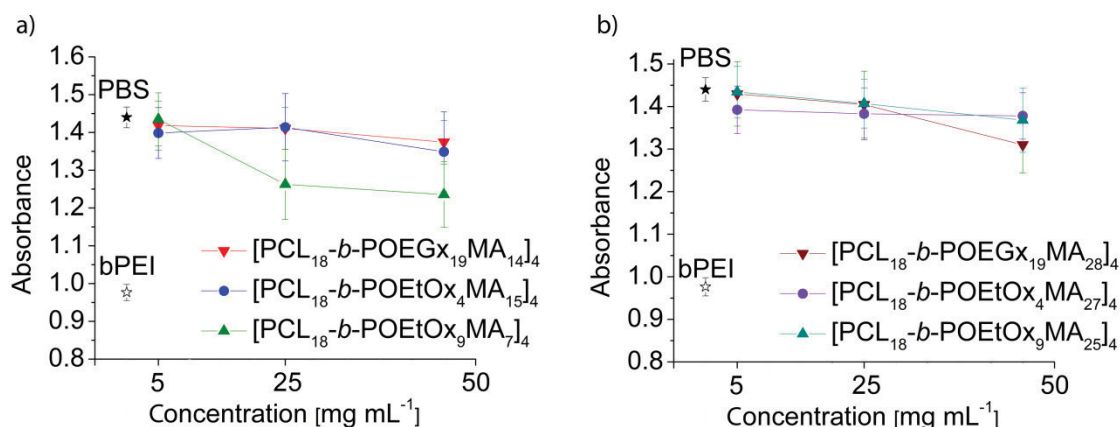 a)
1.6
1.5
1.4
1.3
1.2
1.1
1.0
0.9
0.8
Absorbance
PBS
bPEI
[PCL₁₈-b-POEGx₁₉MA₁₄]₄
[PCL₁₈-b-POEtOx₄MA₁₅]₄
[PCL₁₈-b-POEtOx₉MA₇]₄
5 25 50
Concentration [mg mL⁻¹]
b)
1.5
1.4
1.3
1.2
1.1
1.0
0.9
0.8
Absorbance
PBS
bPEI
[PCL₁₈-b-POEGx₁₉MA₂₈]₄
[PCL₁₈-b-POEtOx₄MA₂₇]₄
[PCL₁₈-b-POEtOx₉MA₂₅]₄
5 25 50
Concentration [mg mL⁻¹]